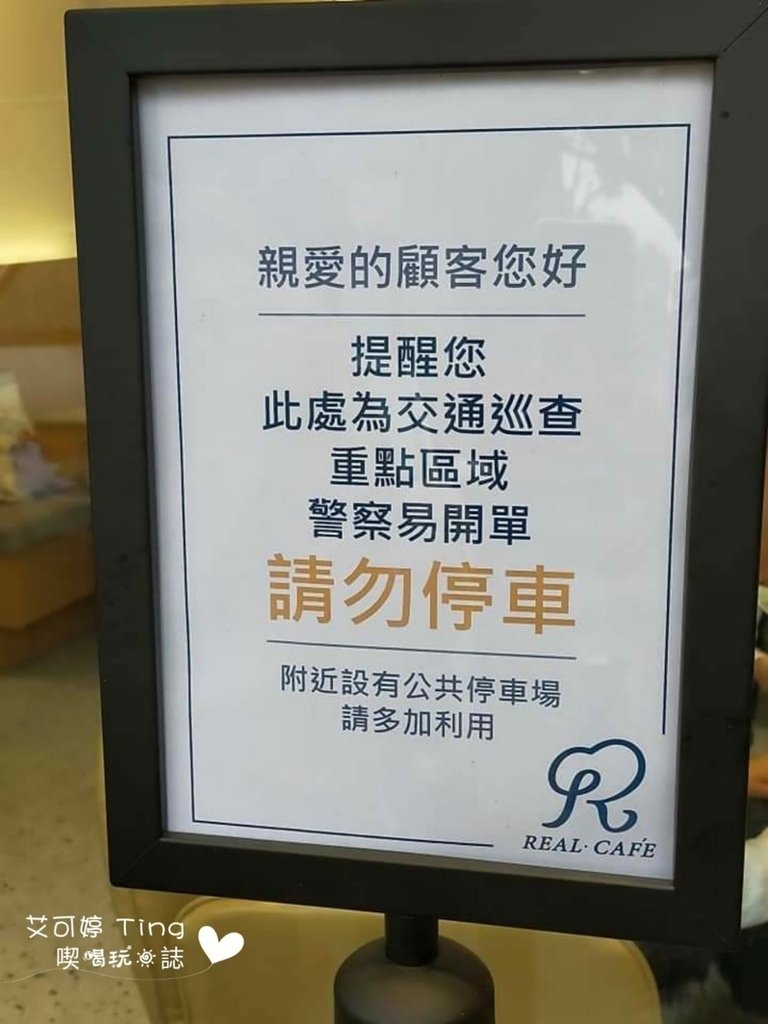 親愛的顧客您好
提醒您
此處為交通巡查
重點區域
警察易開單
請勿停車
附近設有公共停車場
請多加利用
R
REAL·CAFÉ
艾可婷 Ting
喫喝玩樂誌